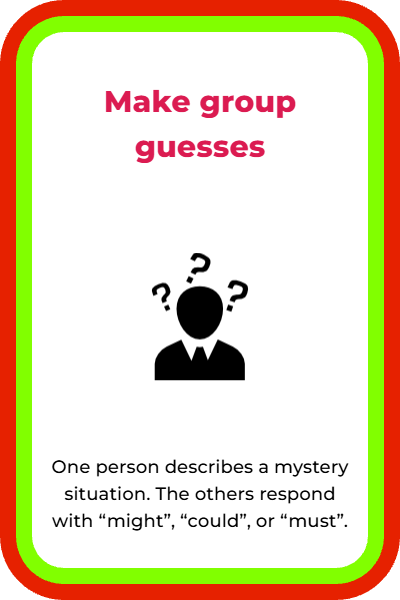 Make group
guesses
? ? ?
One person describes a mystery
situation. The others respond
with “might”, “could”, or “must”.